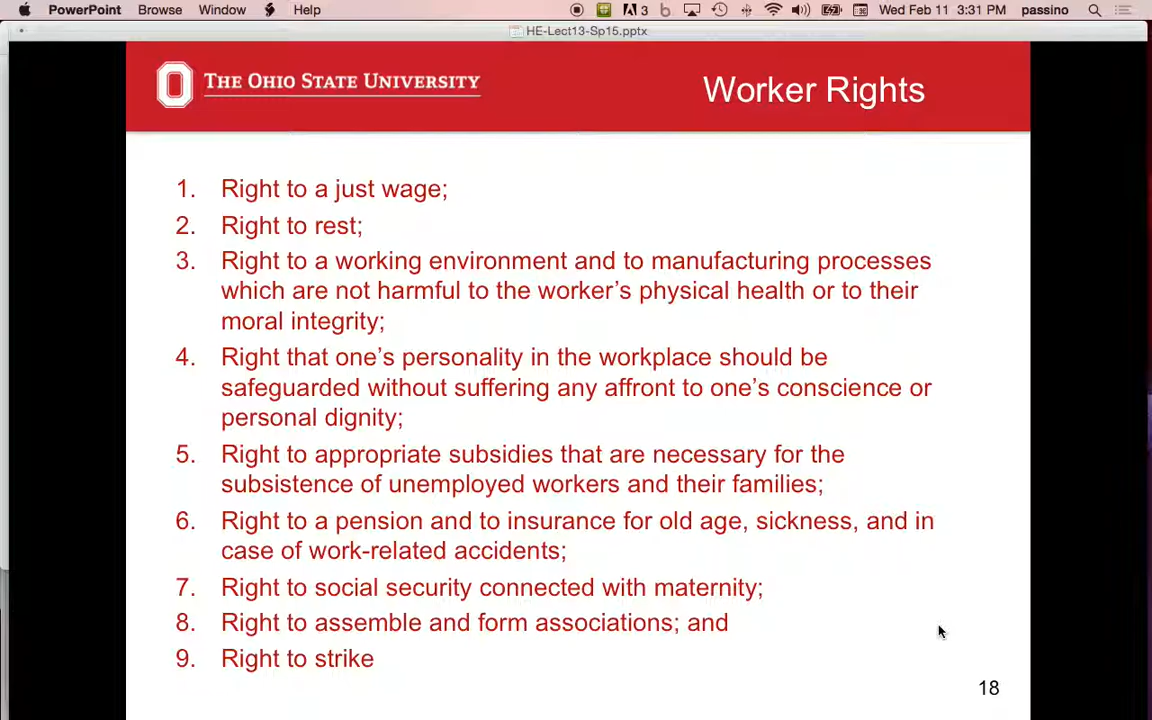 PowerPoint Browse Window Help 3 Wed Feb 11 3:31 PM passino
HE-Lect13-Sp15.pptx
THE OHIO STATE UNIVERSITY
Worker Rights
1. Right to a just wage;
2. Right to rest;
3. Right to a working environment and to manufacturing processes
which are not harmful to the worker’s physical health or to their
moral integrity;
4. Right that one’s personality in the workplace should be
safeguarded without suffering any affront to one’s conscience or
personal dignity;
5. Right to appropriate subsidies that are necessary for the
subsistence of unemployed workers and their families;
6. Right to a pension and to insurance for old age, sickness, and in
case of work-related accidents;
7. Right to social security connected with maternity;
8. Right to assemble and form associations; and
9. Right to strike
18